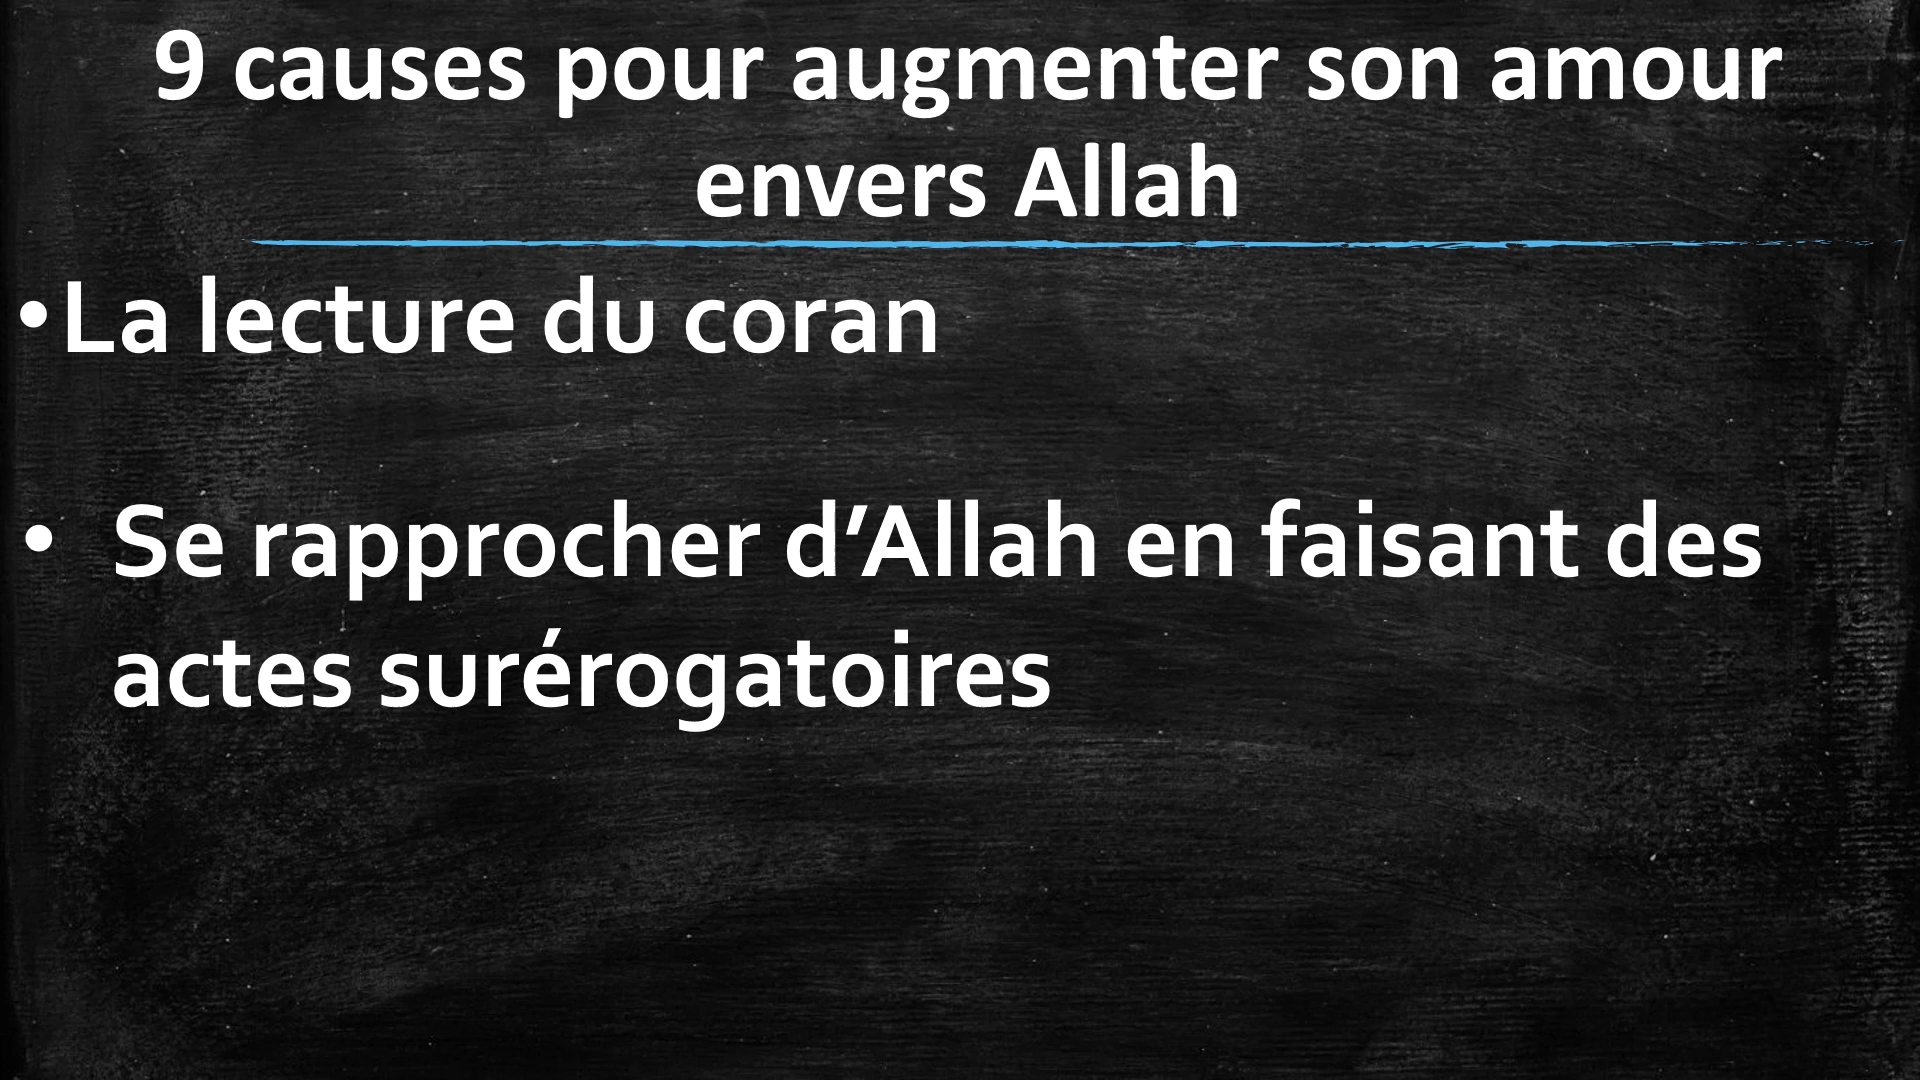 9 causes pour augmenter son amour
envers Allah
•La lecture du coran
• Se rapprocher d’Allah en faisant des
actes surérogatoires